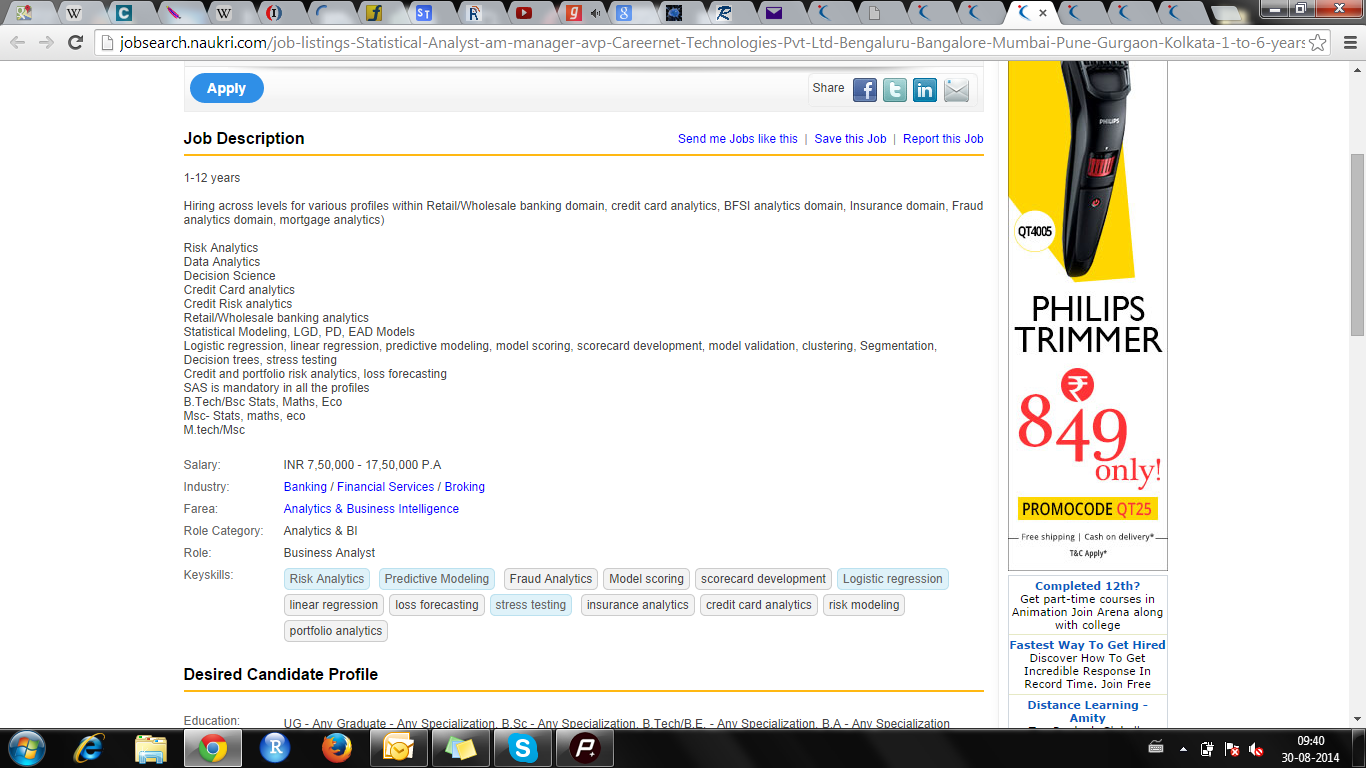 jobsearch.naukri.com/job-listings-Statistical-Analyst-am-manager-avp-Careernet-Technologies-Pvt-Ltd-Bengaluru-Bangalore-Mumbai-Pune-Gurgaon-Kolkata-1-to-6-years
Apply
Share
Job Description
Send me Jobs like this | Save this Job | Report this Job
1-12 years
Hiring across levels for various profiles within Retail/Wholesale banking domain, credit card analytics, BFSI analytics domain, Insurance domain, Fraud
analytics domain, mortgage analytics)
Risk Analytics
Data Analytics
Decision Science
Credit Card analytics
Credit Risk analytics
Retail/Wholesale banking analytics
Statistical Modeling, LGD, PD, EAD Models
Logistic regression, linear regression, predictive modeling, model scoring, scorecard development, model validation, clustering, Segmentation,
Decision trees, stress testing
Credit and portfolio risk analytics, loss forecasting
SAS is mandatory in all the profiles
B.Tech/Bsc Stats, Maths, Eco
Msc- Stats, maths, eco
M.tech/Msc
Salary: INR 7,50,000 - 17,50,000 P.A
Industry: Banking / Financial Services / Broking
Farea: Analytics & Business Intelligence
Role Category: Analytics & BI
Role: Business Analyst
Keyskills: Risk Analytics Predictive Modeling Fraud Analytics Model scoring scorecard development Logistic regression
linear regression loss forecasting stress testing insurance analytics credit card analytics risk modeling
portfolio analytics
Desired Candidate Profile
Education: UG - Any Graduate - Any Specialization, B.Sc - Any Specialization, B.Tech/B.E. - Any Specialization, B.A - Any Specialization
PHILIPS
QT4005
PHILIPS
TRIMMER
₹
849
only!
PROMOCODE QT25
Free shipping | Cash on delivery*
T&C Apply*
Completed 12th?
Get part-time courses in
Animation Join Arena along
with college
Fastest Way To Get Hired
Discover How To Get
Incredible Response In
Record Time. Join Free
Distance Learning -
Amity
09:40
30-08-2014